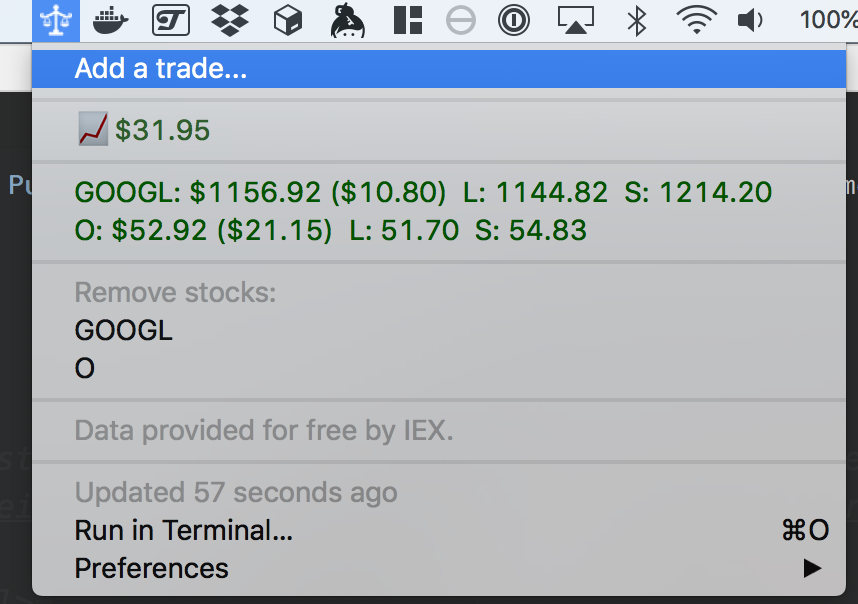 100%
Add a trade...
$31.95
GOOGL: $1156.92 ($10.80) L: 1144.82 S: 1214.20
O: $52.92 ($21.15) L: 51.70 S: 54.83
Remove stocks:
GOOGL
O
Data provided for free by IEX.
Updated 57 seconds ago
Run in Terminal... ⌘O
Preferences ▶